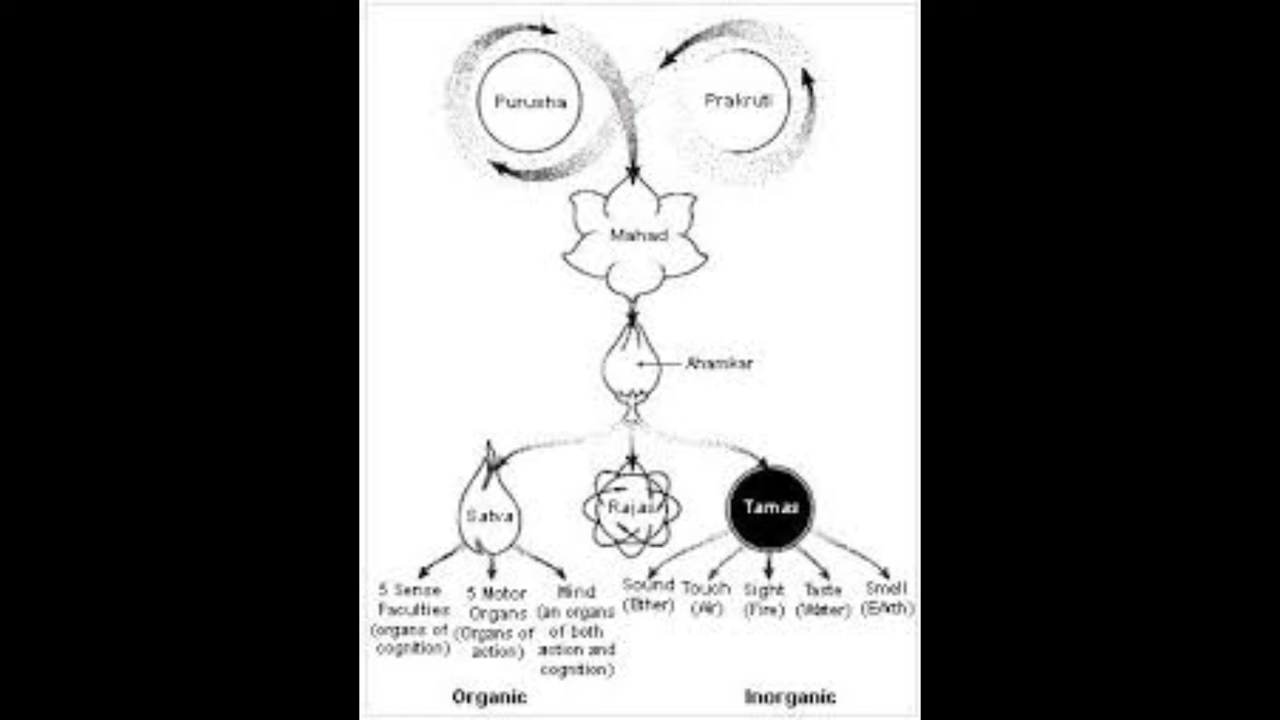 Purusha
Prakruti
Mahad
Ahamkar
Satva
Rajas
Tamas
5 Sense
Faculties
(organs of
cognition)
5 Motor
Organs
(Organs of
action)
Mind
(an organs
of both
action and
cognition)
Sound
(Ether)
Touch
(Air)
Sight
(Fire)
Taste
(Water)
Smell
(EArth)
Organic
Inorganic